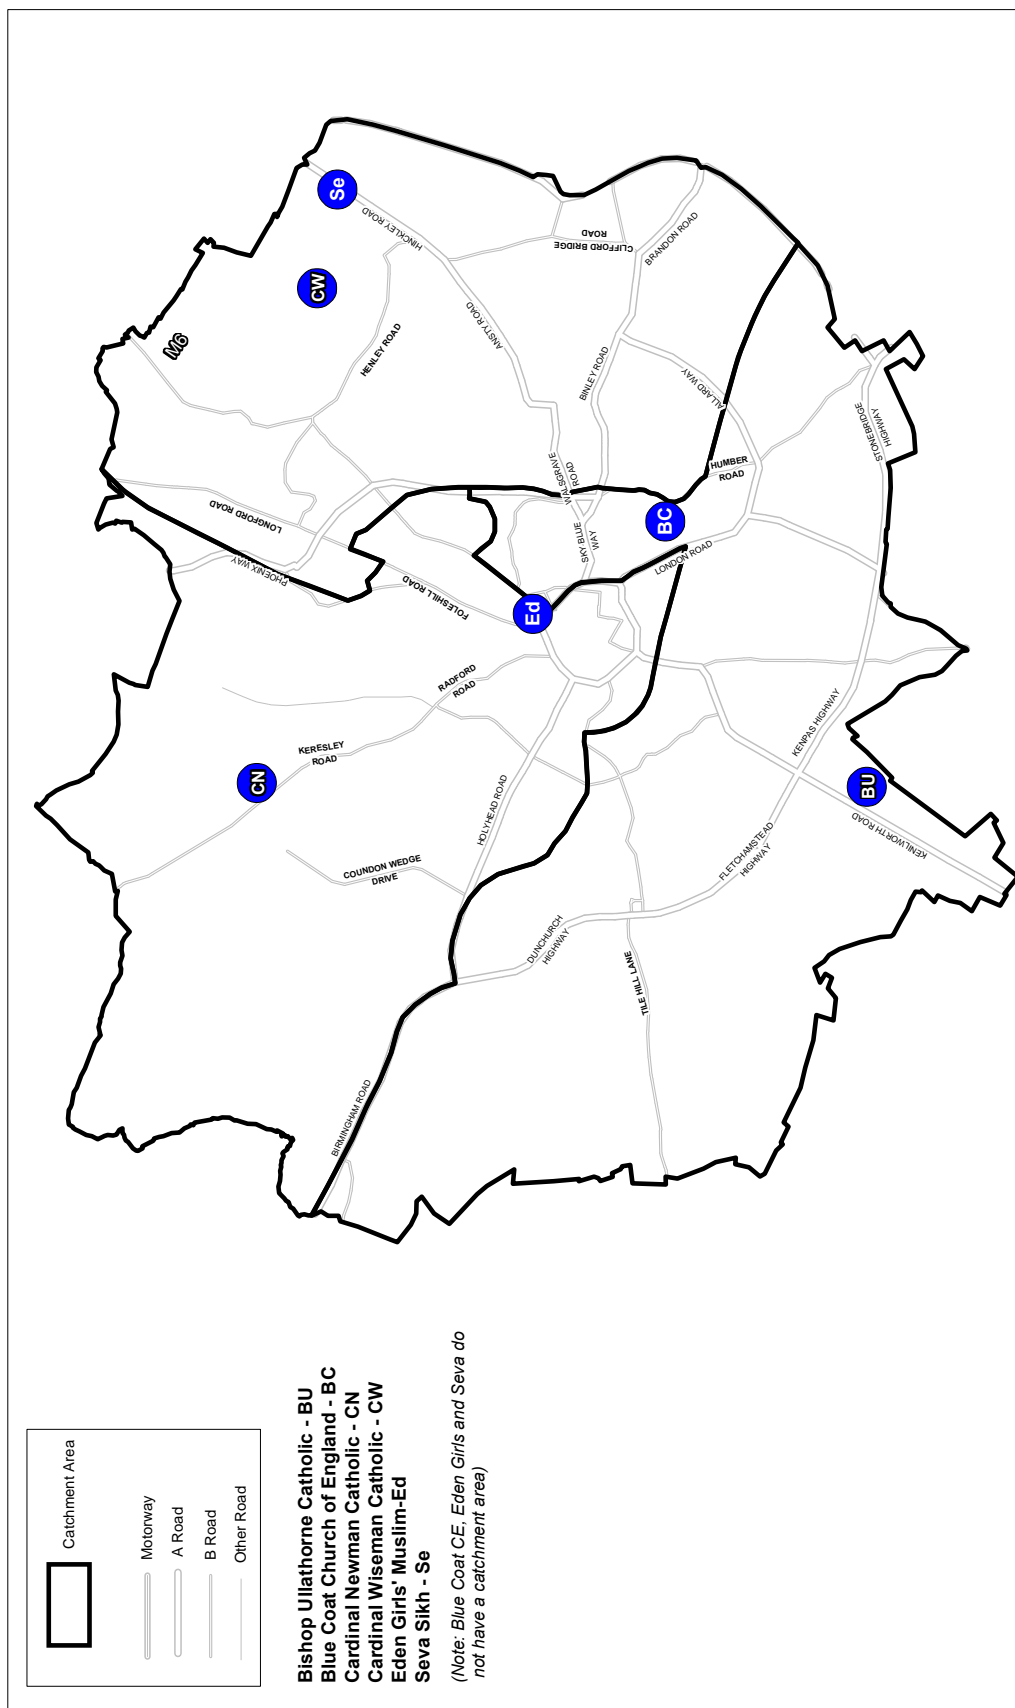 Catchment Area
Motorway
A Road
B Road
Other Road
Bishop Ullathorne Catholic - BU
Blue Coat Church of England - BC
Cardinal Newman Catholic - CN
Cardinal Wiseman Catholic - CW
Eden Girls' Muslim-Ed
Seva Sikh - Se
(Note: Blue Coat CE, Eden Girls and Seva do
not have a catchment area)
BIRMINGHAM ROAD
COUNDON WEDGE
DRIVE
HOLYHEAD ROAD
DUNCHURCH
HIGHWAY
TILE HILL LANE
FLETCHAMSTEAD
HIGHWAY
KENILWORTH ROAD
BU
KENPAS HIGHWAY
CN
KERESLEY
ROAD
RADFORD
ROAD
Ed
FOLESHILL ROAD
PHOENIX WAY
LONGFORD ROAD
SKY BLUE
WAY
WALSGRAVE
ROAD
BC
LONDON ROAD
HUMBER
ROAD
STONEBRIDGE
HIGHWAY
ALLARD WAY
BINLEY ROAD
HENLEY ROAD
M6
ANSTY ROAD
CW
HINCKLEY ROAD
Se
CLIFFORD BRIDGE
ROAD
BRANDON ROAD